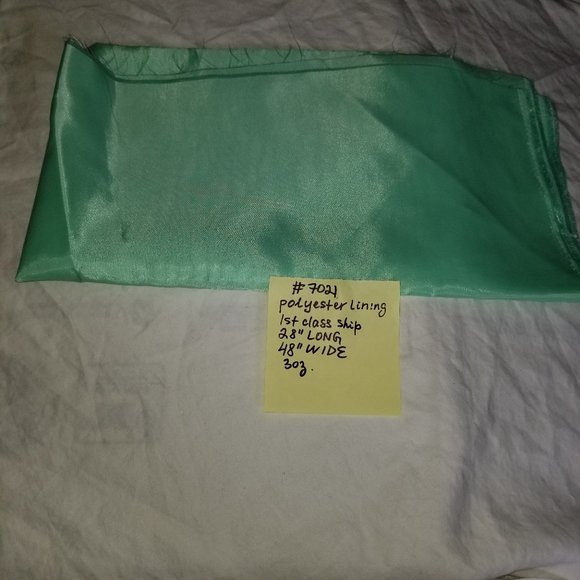 #7021
polyester lining
1st class ship
28" LONG
48" WIDE
3oz.